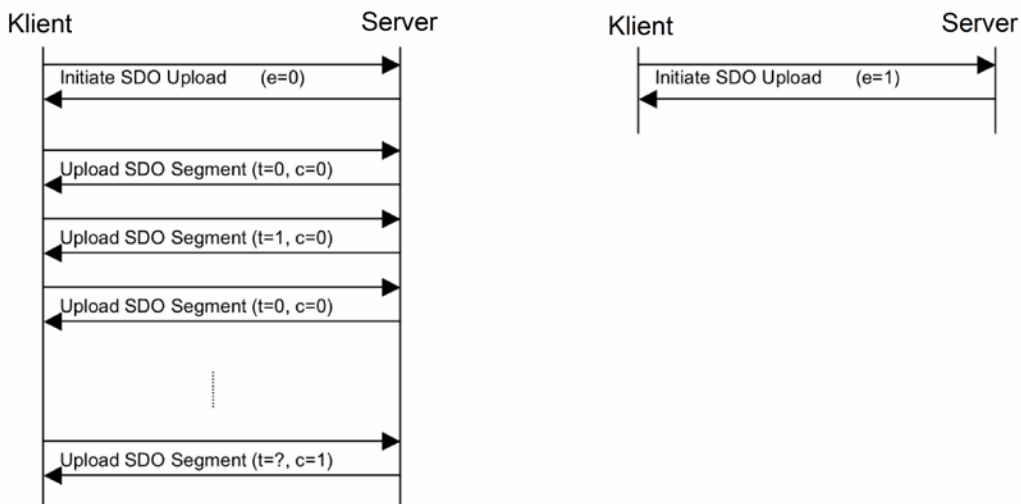 Klient Server
Initiate SDO Upload (e=0)
Upload SDO Segment (t=0, c=0)
Upload SDO Segment (t=1, c=0)
Upload SDO Segment (t=0, c=0)
Upload SDO Segment (t=?, c=1)
Klient Server
Initiate SDO Upload (e=1)